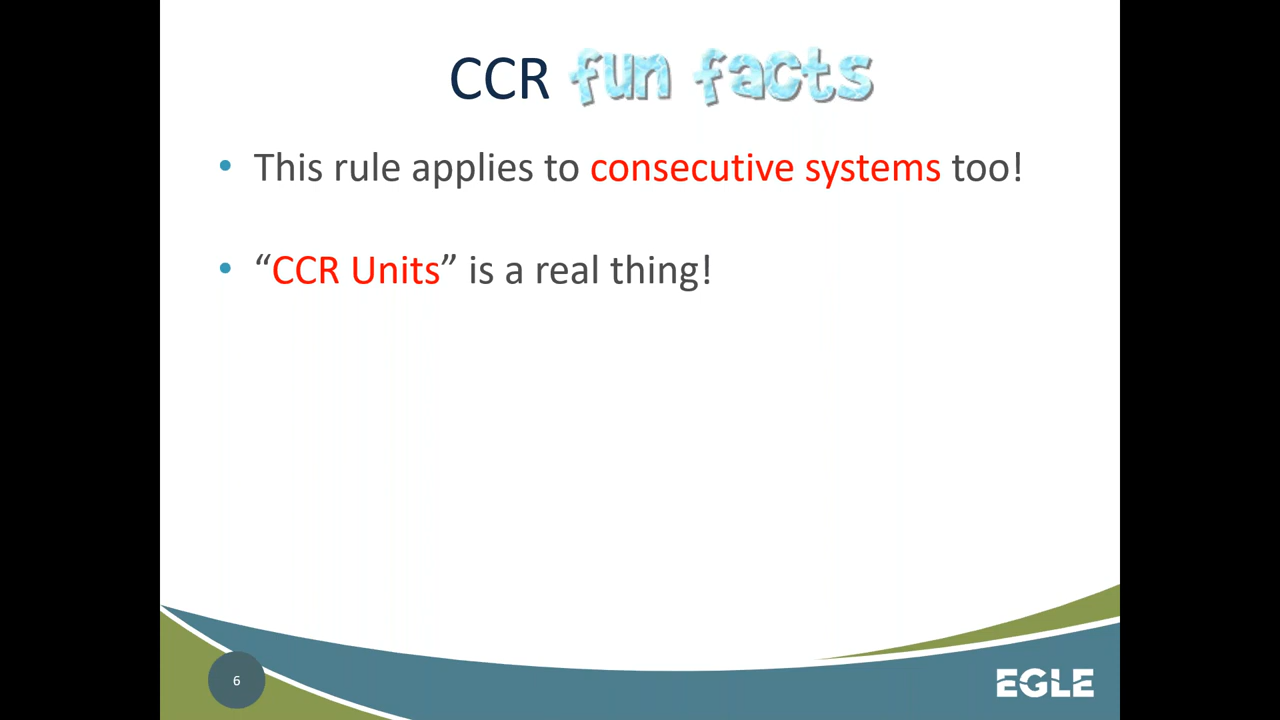 CCR fun facts
• This rule applies to consecutive systems too!
• “CCR Units” is a real thing!
6
EGLE